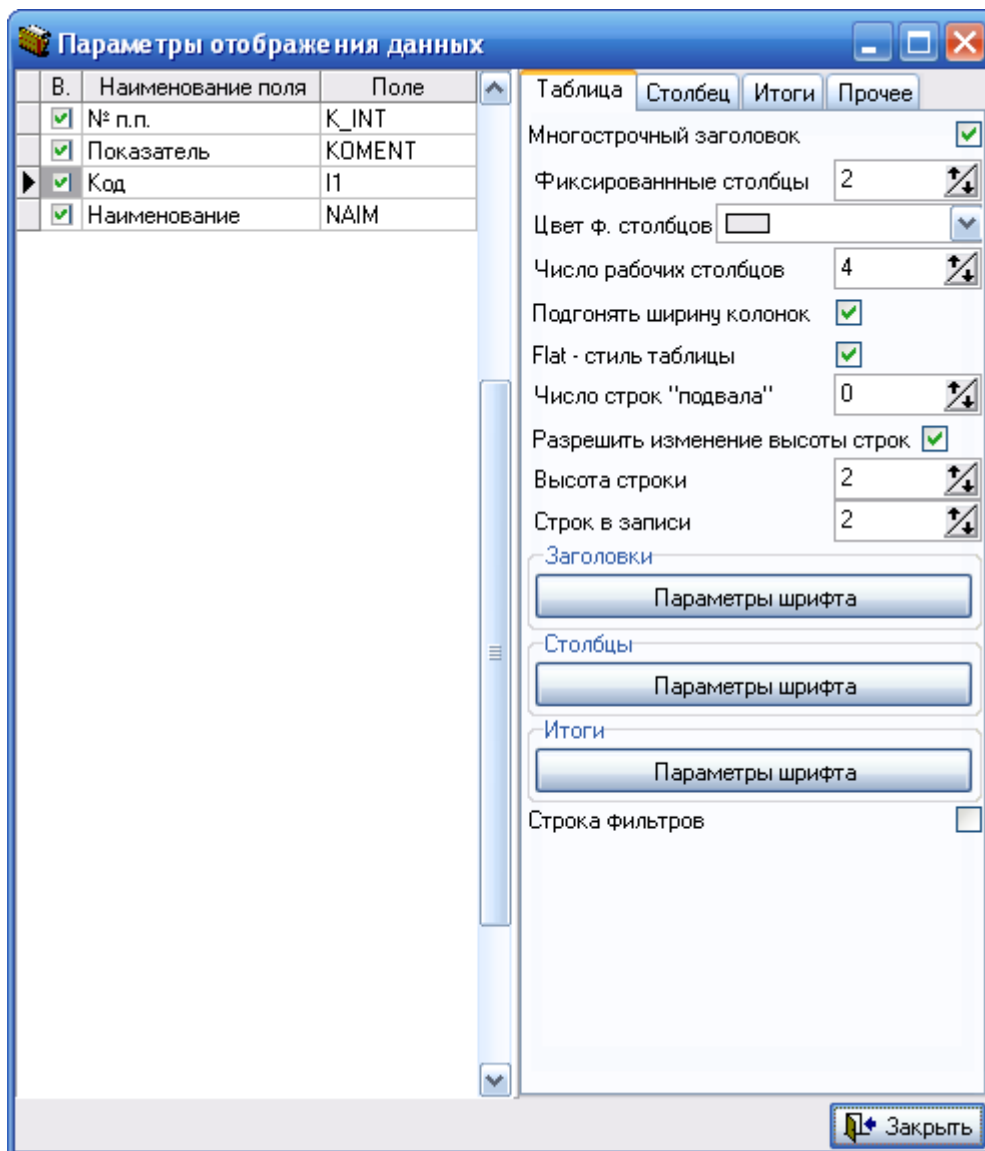 Параметры отображения данных
В. Наименование поля Поле
№ п.п. K_INT
Показатель KOMENT
Код I1
Наименование NAIM
Таблица Столбец Итоги Прочее
Многострочный заголовок
Фиксированнные столбцы 2
Цвет ф. столбцов
Число рабочих столбцов 4
Подгонять ширину колонок
Flat - стиль таблицы
Число строк "подвала" 0
Разрешить изменение высоты строк
Высота строки 2
Строк в записи 2
Заголовки
Параметры шрифта
Столбцы
Параметры шрифта
Итоги
Параметры шрифта
Строка фильтров
Закрыть